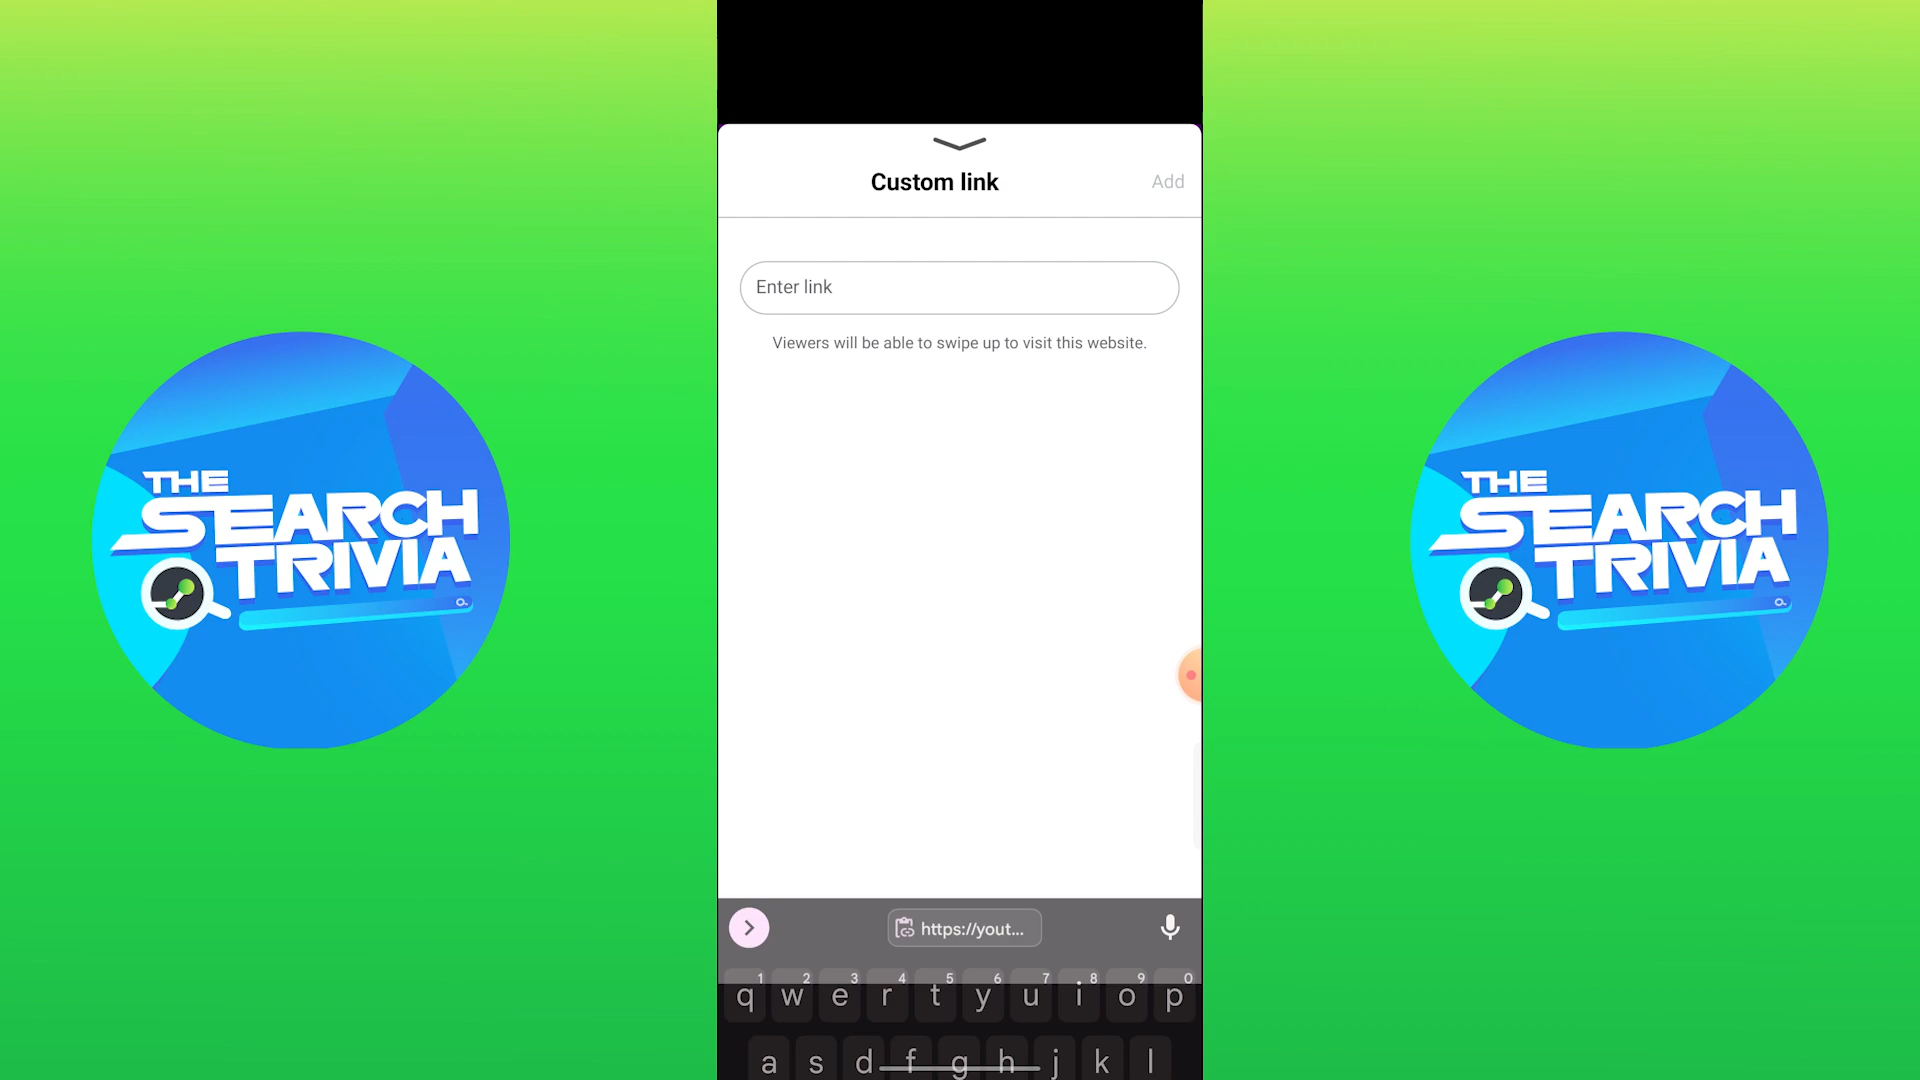 Custom link
Add
Enter link
Viewers will be able to swipe up to visit this website.
THE
SEARCH
TRIVIA
THE
SEARCH
TRIVIA
https://yout...
1 2 3 4 5 6 7 8 9 0
q w e r t y u i o p
a s d f g h j k l